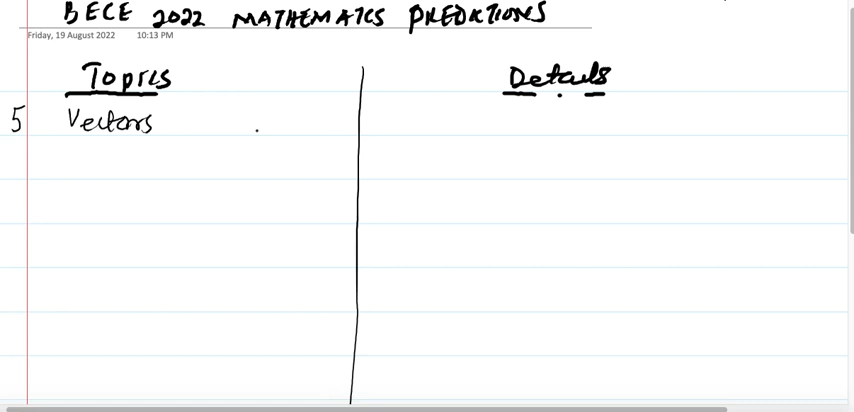 BECE 2022 MATHEMATICS PREDICTIONS
Friday, 19 August 2022 10:13 PM
Topics Details
5 Vectors